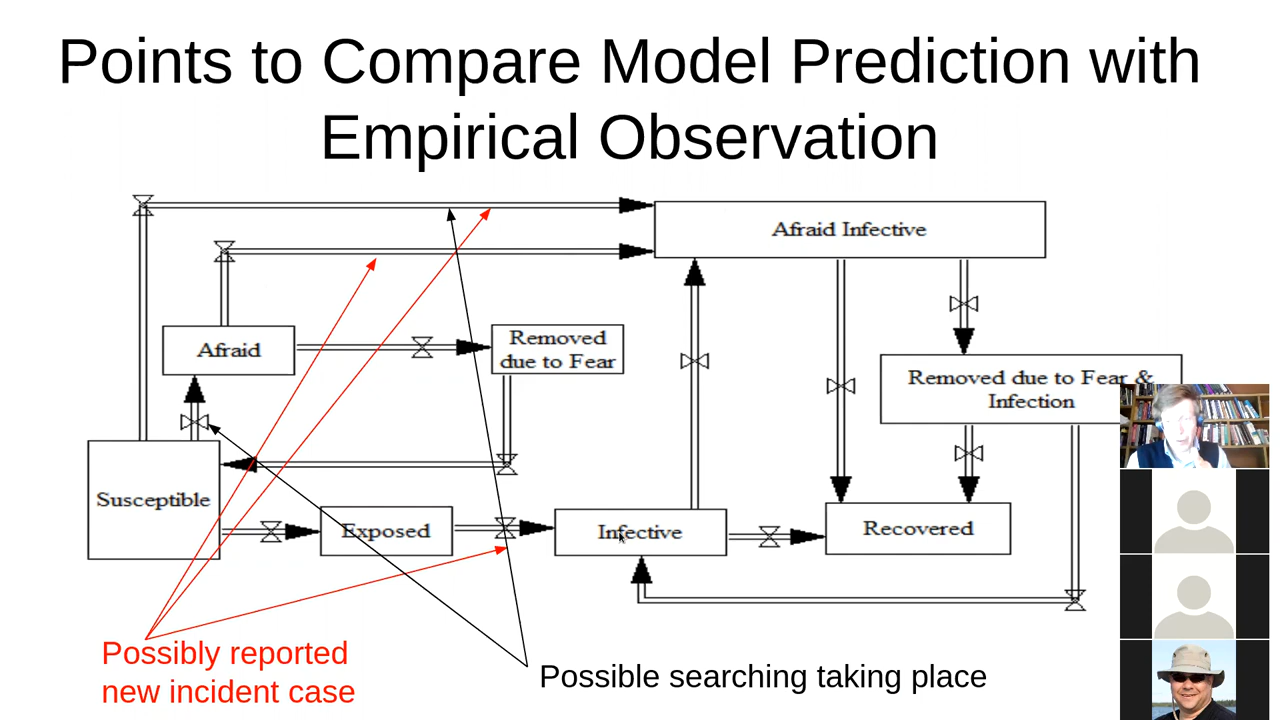 Points to Compare Model Prediction with
Empirical Observation
Afraid Infective
Afraid
Removed
due to Fear
Removed due to Fear &
Infection
Susceptible
Exposed
Infective
Recovered
Possibly reported
new incident case
Possible searching taking place